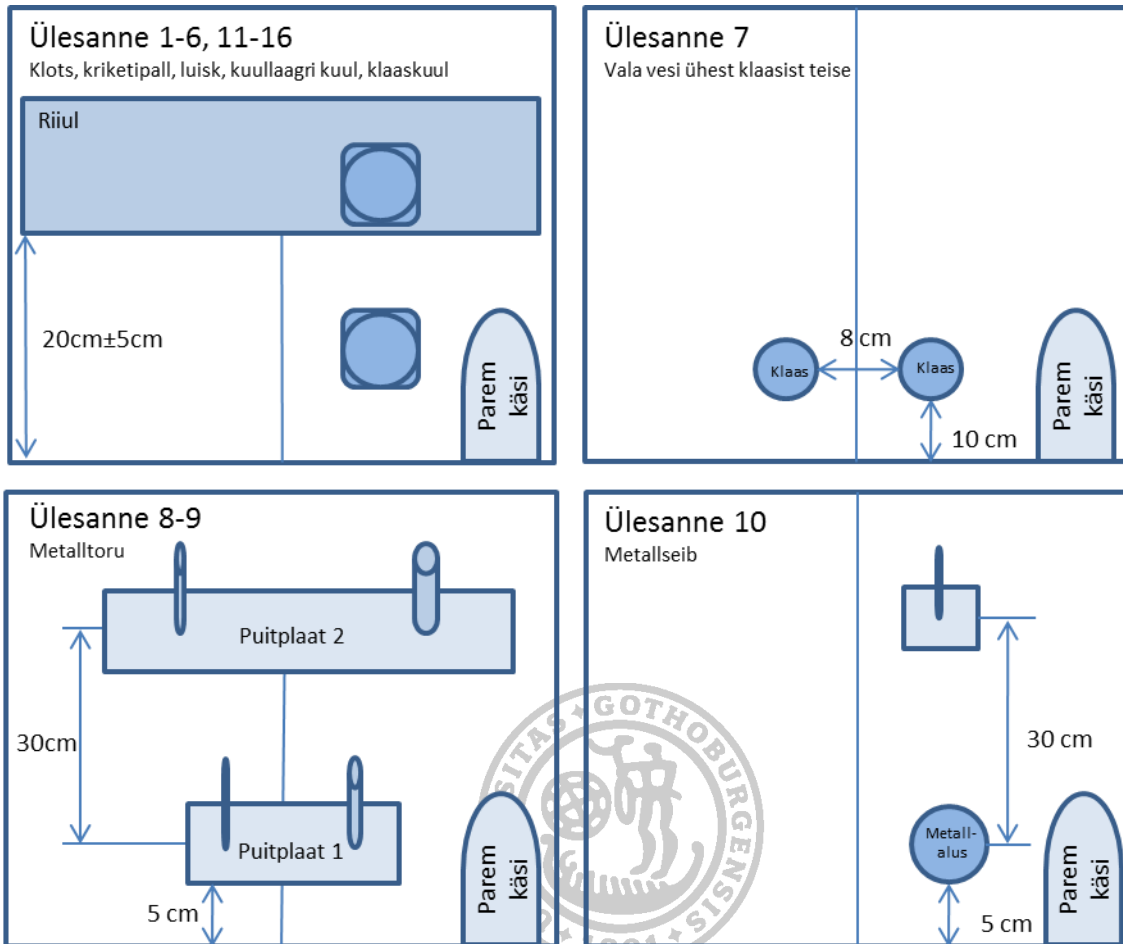 Ülesanne 1-6, 11-16
Klots, kriketipall, luisk, kuullaagri kuul, klaaskuul
Riiul
20cm±5cm
Parem
käsi
Ülesanne 7
Vala vesi ühest klaasist teise
8 cm
Klaas
Klaas
10 cm
Parem
käsi
Ülesanne 8-9
Metalltoru
Puitplaat 2
30cm
Puitplaat 1
5 cm
Parem
käsi
Ülesanne 10
Metallseib
30 cm
Metall-
alus
5 cm
Parem
käsi
SITAS GOTHOBURGENSIS